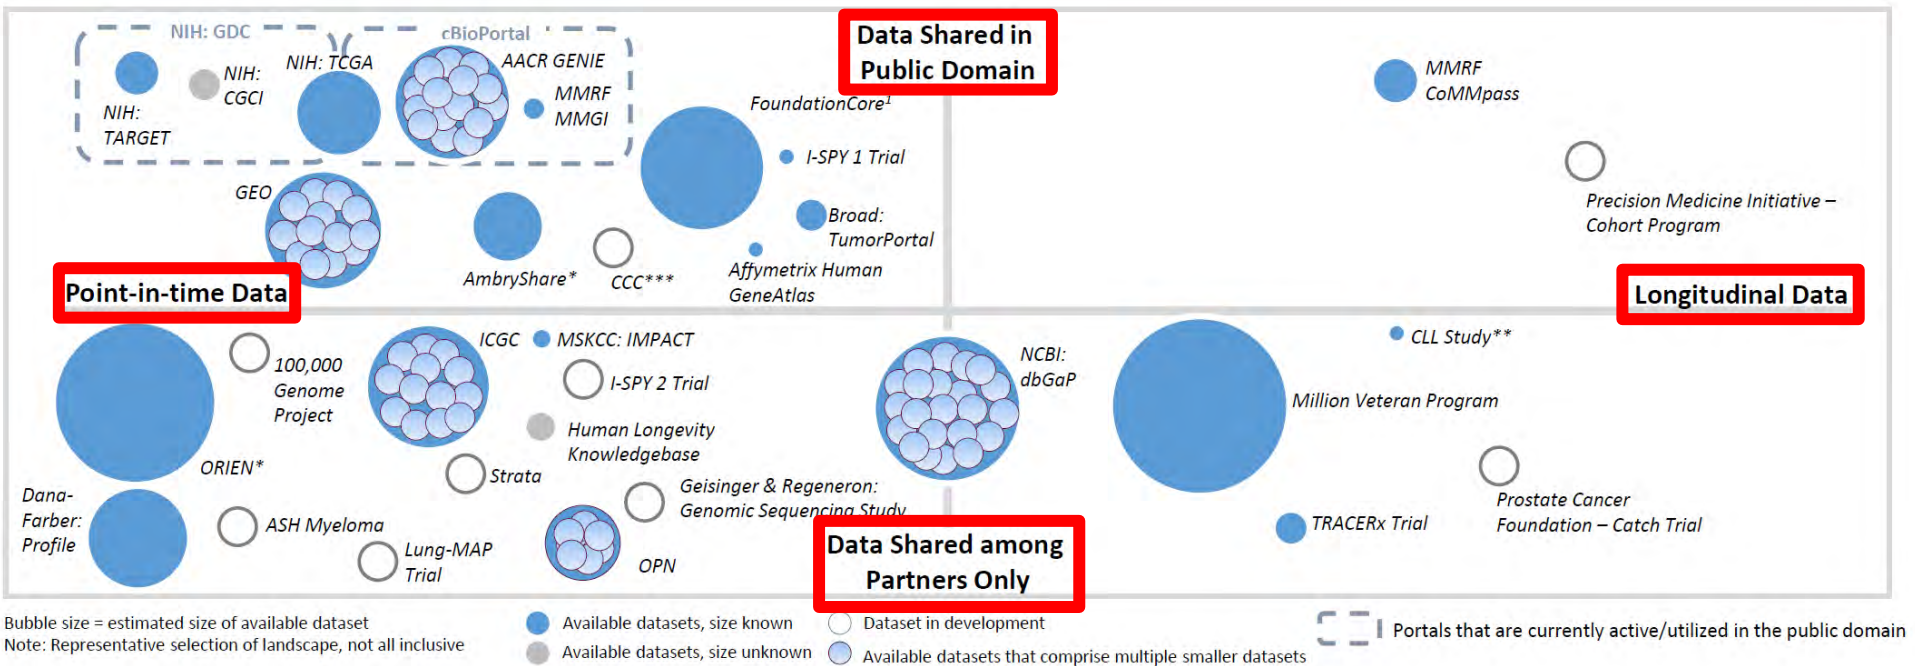 NIH: GDC
cBioPortal
NIH: TCGA
AACR GENIE
NIH:
CGCI
NIH:
TARGET
MMRF
MMGI
Data Shared in
Public Domain
FoundationCore¹
I-SPY 1 Trial
MMRF
CoMMpass
Precision Medicine Initiative –
Cohort Program
GEO
Broad:
TumorPortal
AmbryShare*
CCC***
Affymetrix Human
GeneAtlas
Point-in-time Data
Longitudinal Data
100,000
Genome
Project
ICGC
MSKCC: IMPACT
I-SPY 2 Trial
NCBI:
dbGaP
CLL Study**
Million Veteran Program
Human Longevity
Knowledgebase
ORIEN*
Strata
Geisinger & Regeneron:
Genomic Sequencing Study
Dana-
Farber:
Profile
ASH Myeloma
Lung-MAP
Trial
OPN
Data Shared among
Partners Only
TRACERx Trial
Prostate Cancer
Foundation – Catch Trial
Bubble size = estimated size of available dataset
Note: Representative selection of landscape, not all inclusive
Available datasets, size known
Available datasets, size unknown
Dataset in development
Available datasets that comprise multiple smaller datasets
Portals that are currently active/utilized in the public domain